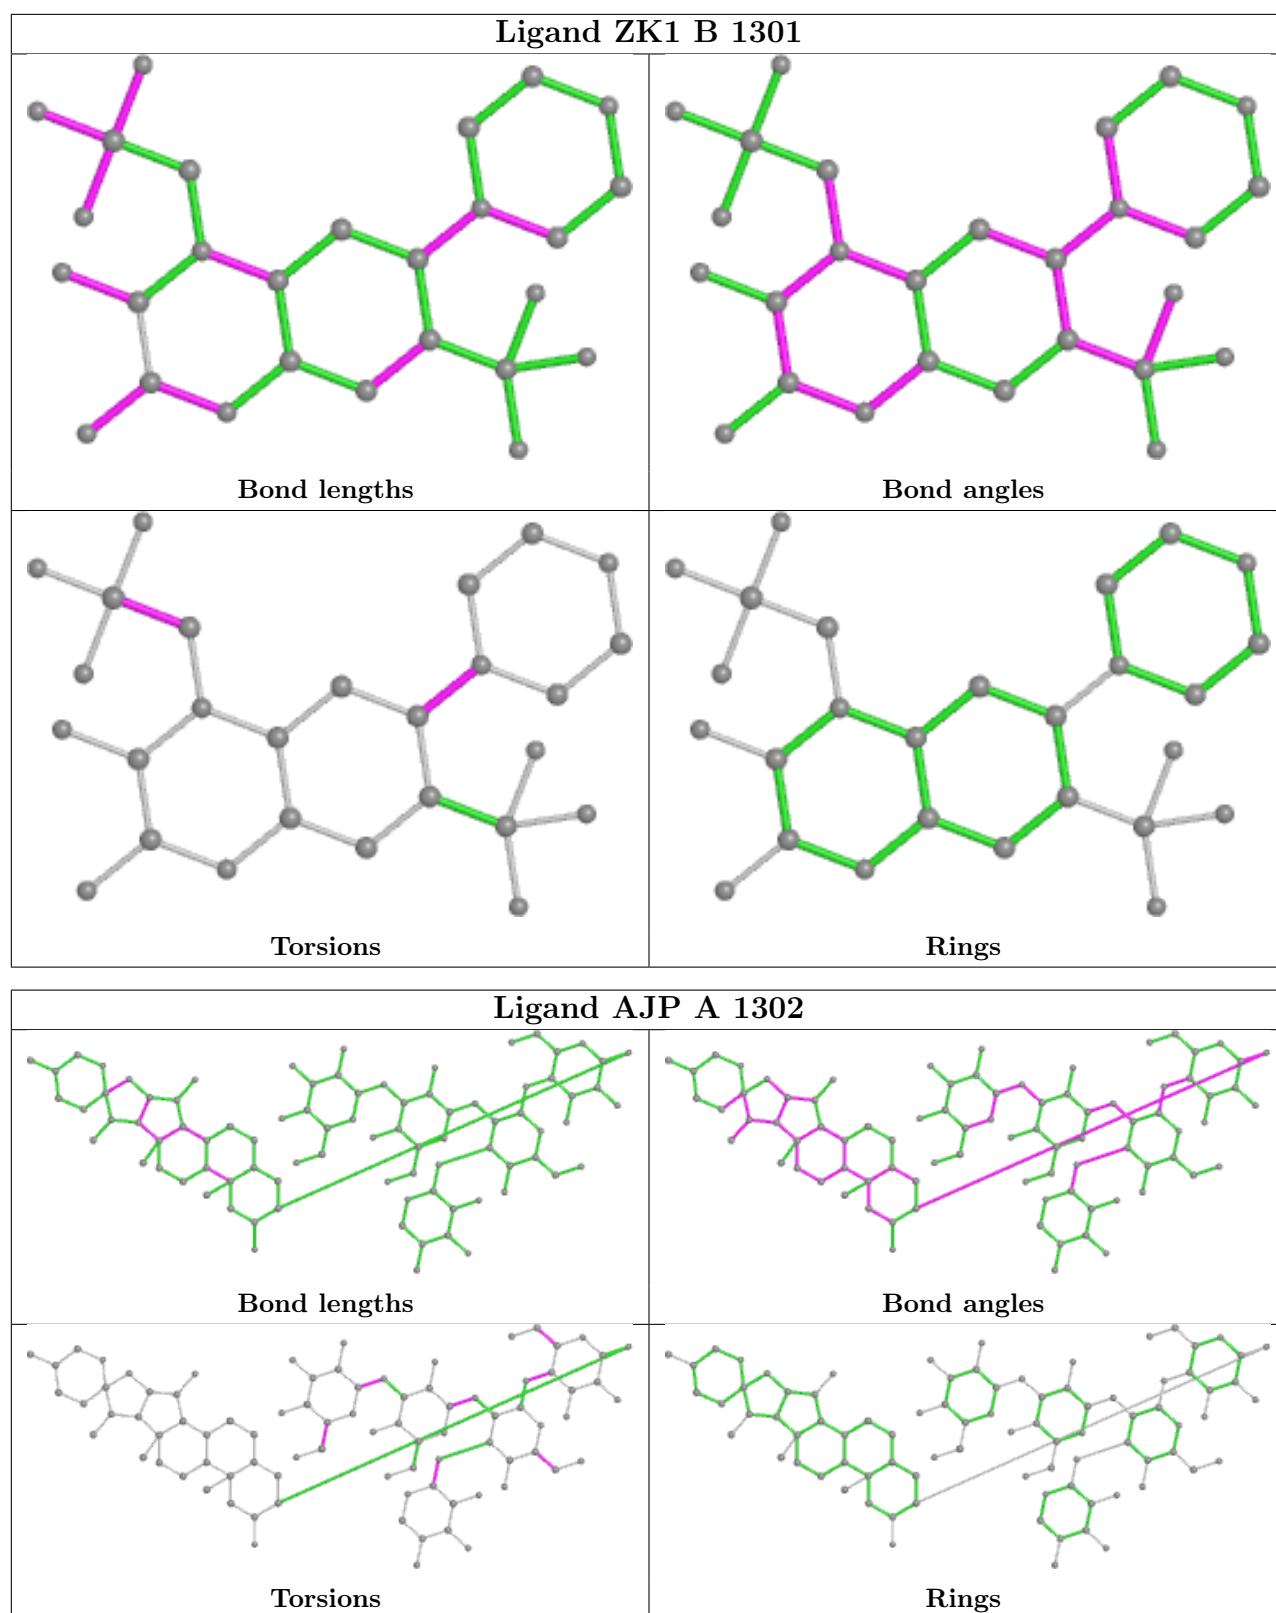 Ligand ZK1 B 1301
Bond lengths
Bond angles
Torsions
Rings
Ligand AJP A 1302
Bond lengths
Bond angles
Torsions
Rings